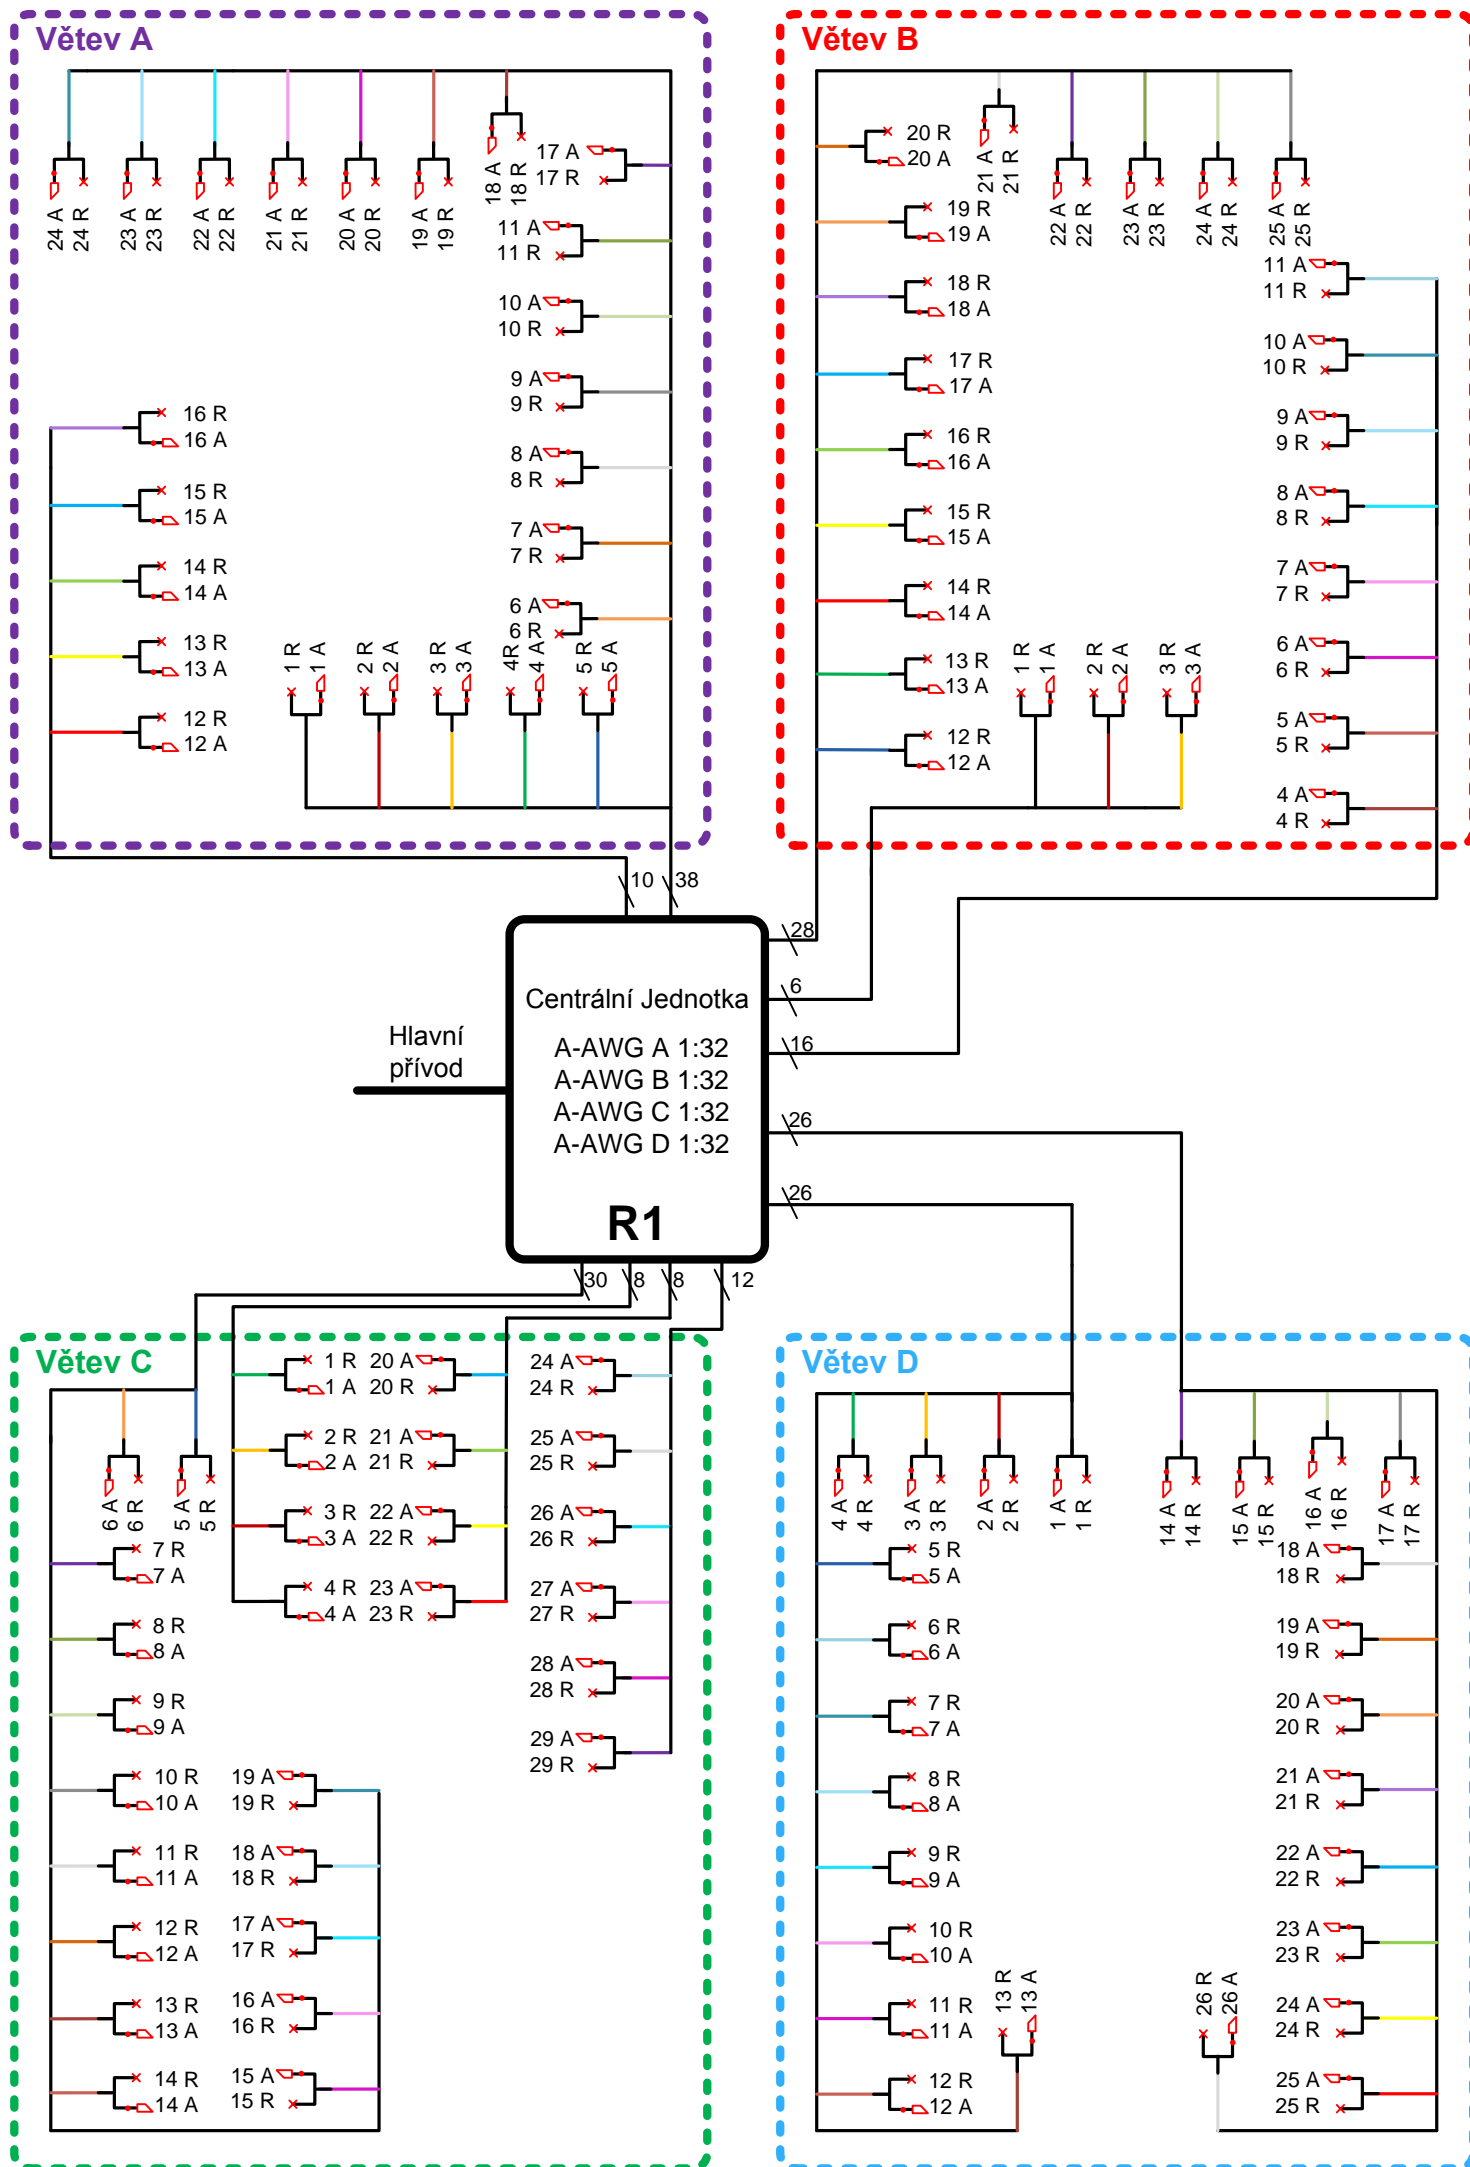 Větev A
24 A
24 R
23 A
23 R
22 A
22 R
21 A
21 R
20 A
20 R
19 A
19 R
18 A
18 R
17 A
17 R
11 A
11 R
10 A
10 R
9 A
9 R
8 A
8 R
7 A
7 R
6 A
6 R
16 R
16 A
15 R
15 A
14 R
14 A
13 R
13 A
12 R
12 A
1 R
1 A
2 R
2 A
3 R
3 A
4R
4 A
5 R
5 A
Větev B
20 R
20 A
21 A
21 R
22 A
22 R
23 A
23 R
24 A
24 R
25 A
25 R
19 R
19 A
18 R
18 A
17 R
17 A
16 R
16 A
15 R
15 A
14 R
14 A
13 R
13 A
12 R
12 A
1 R
1 A
2 R
2 A
3 R
3 A
11 A
11 R
10 A
10 R
9 A
9 R
8 A
8 R
7 A
7 R
6 A
6 R
5 A
5 R
4 A
4 R
10
38
28
6
16
26
26
Hlavní
přívod
Centrální Jednotka
A-AWG A 1:32
A-AWG B 1:32
A-AWG C 1:32
A-AWG D 1:32
R1
30
8
8
12
Větev C
6 A
6 R
5 A
5 R
7 R
7 A
8 R
8 A
9 R
9 A
10 R
10 A
11 R
11 A
12 R
12 A
13 R
13 A
14 R
14 A
19 A
19 R
18 A
18 R
17 A
17 R
16 A
16 R
15 A
15 R
1 R
1 A
2 R
2 A
3 R
3 A
4 R
4 A
20 A
20 R
21 A
21 R
22 A
22 R
23 A
23 R
24 A
24 R
25 A
25 R
26 A
26 R
27 A
27 R
28 A
28 R
29 A
29 R
Větev D
4 A
4 R
3 A
3 R
2 A
2 R
1 A
1 R
14 A
14 R
15 A
15 R
16 A
16 R
17 A
17 R
5 R
5 A
6 R
6 A
7 R
7 A
8 R
8 A
9 R
9 A
10 R
10 A
11 R
11 A
12 R
12 A
13 R
13 A
26 R
26 A
18 A
18 R
19 A
19 R
20 A
20 R
21 A
21 R
22 A
22 R
23 A
23 R
24 A
24 R
25 A
25 R